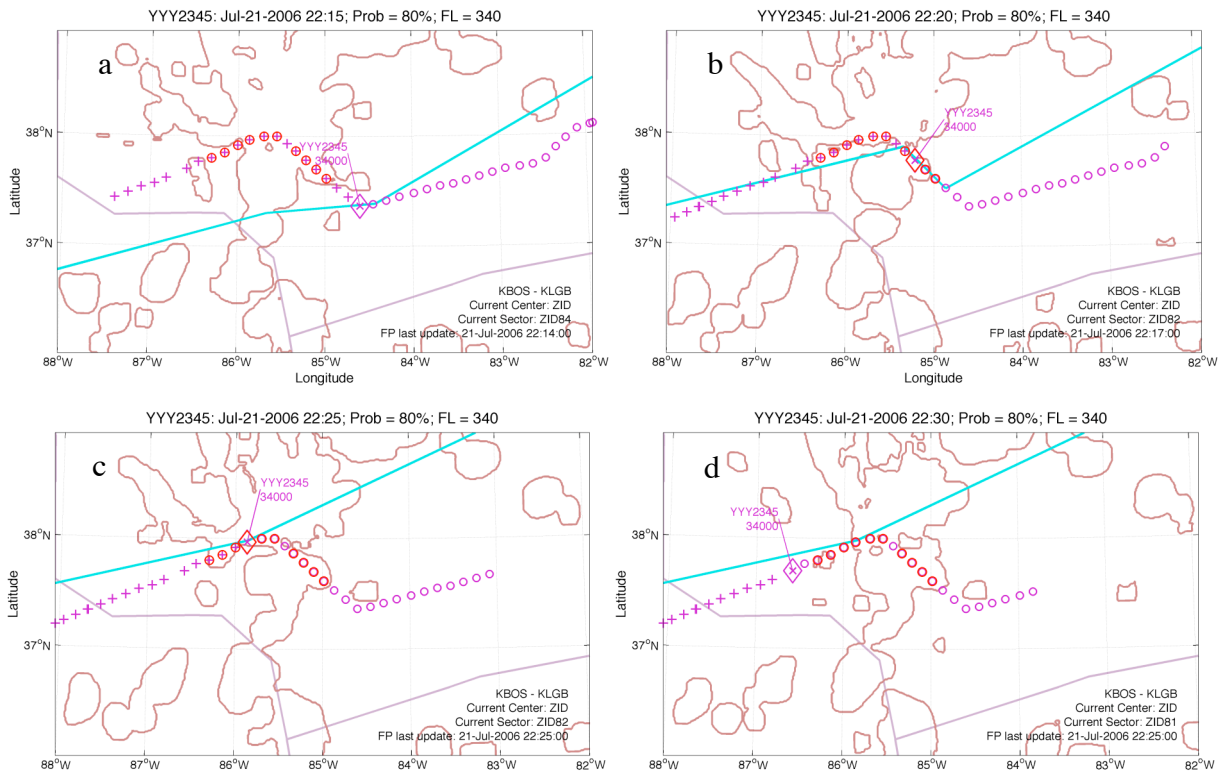 YYY2345: Jul-21-2006 22:15; Prob = 80%; FL = 340
a
38°N
37°N
Latitude
YYY2345
34000
KBOS - KLGB
Current Center: ZID
Current Sector: ZID84
FP last update: 21-Jul-2006 22:14:00
88°W 87°W 86°W 85°W 84°W 83°W 82°W
Longitude
YYY2345: Jul-21-2006 22:20; Prob = 80%; FL = 340
b
38°N
37°N
Latitude
YYY2345
34000
KBOS - KLGB
Current Center: ZID
Current Sector: ZID82
FP last update: 21-Jul-2006 22:17:00
88°W 87°W 86°W 85°W 84°W 83°W 82°W
Longitude
YYY2345: Jul-21-2006 22:25; Prob = 80%; FL = 340
c
38°N
37°N
Latitude
YYY2345
34000
KBOS - KLGB
Current Center: ZID
Current Sector: ZID82
FP last update: 21-Jul-2006 22:25:00
88°W 87°W 86°W 85°W 84°W 83°W 82°W
YYY2345: Jul-21-2006 22:30; Prob = 80%; FL = 340
d
38°N
37°N
Latitude
YYY2345
34000
KBOS - KLGB
Current Center: ZID
Current Sector: ZID81
FP last update: 21-Jul-2006 22:25:00
88°W 87°W 86°W 85°W 84°W 83°W 82°W